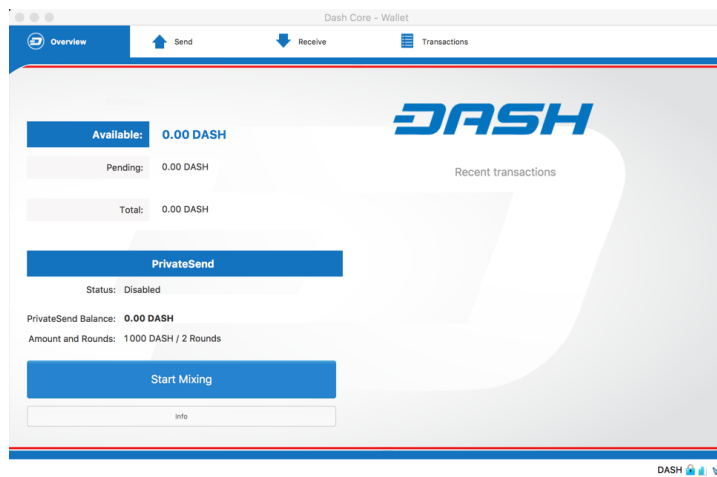 Dash Core - Wallet
Overview
Send
Receive
Transactions
DASH
Available: 0.00 DASH
Pending: 0.00 DASH
Recent transactions
Total: 0.00 DASH
PrivateSend
Status: Disabled
PrivateSend Balance: 0.00 DASH
Amount and Rounds: 1000 DASH / 2 Rounds
Start Mixing
Info
DASH